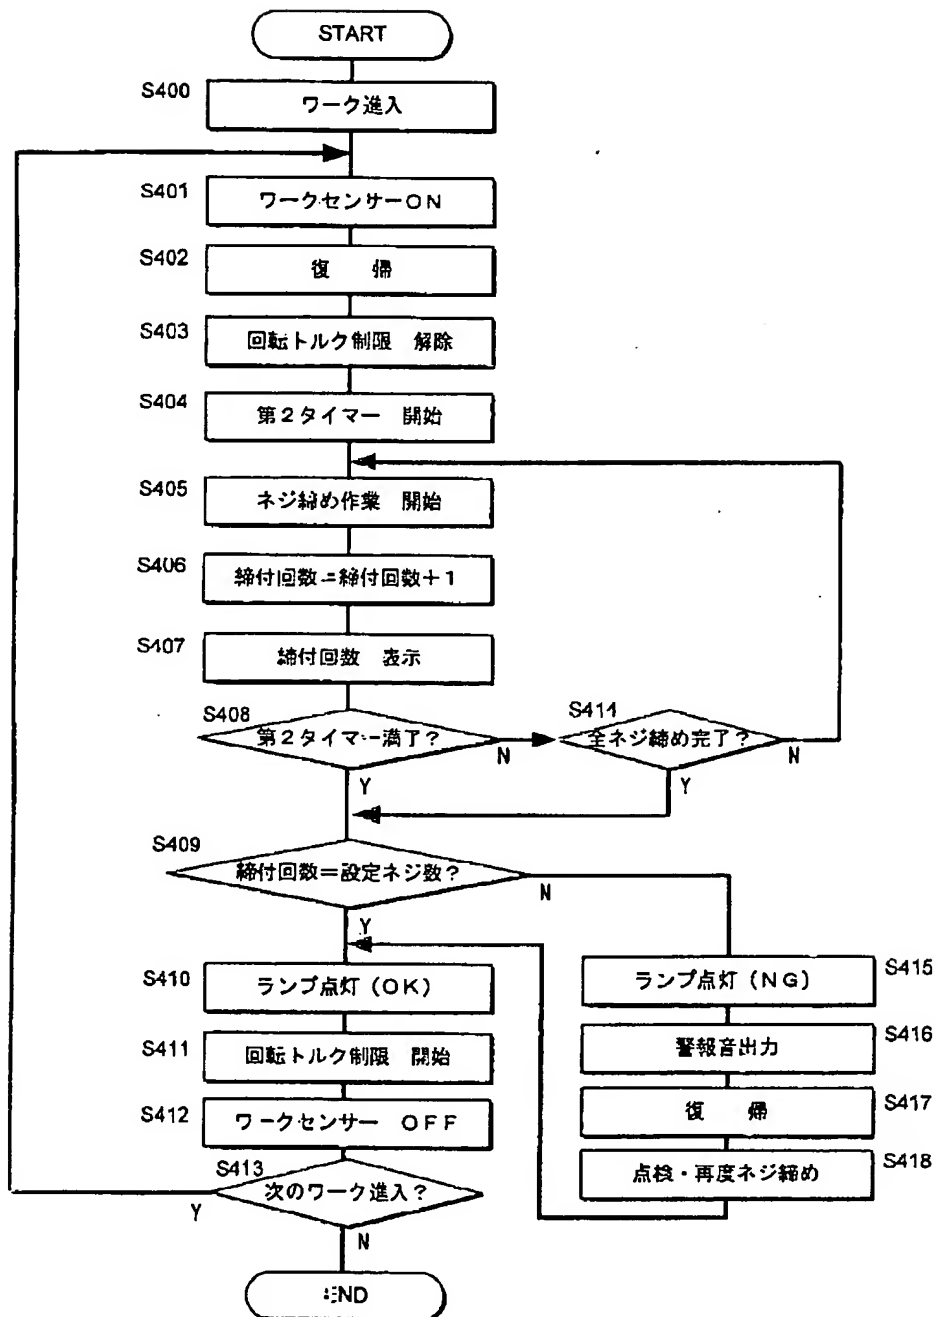 START
S400
ワーク進入
S401
ワークセンサーON
S402
復 帰
S403
回転トルク制限 解除
S404
第2タイマー 開始
S405
ネジ締め作業 開始
S406
締付回数=締付回数+1
S407
締付回数 表示
S408
第2タイマー満了?
N
Y
S414
全ネジ締め完了?
N
Y
S409
締付回数=設定ネジ数?
N
Y
S410
ランプ点灯(OK)
S411
回転トルク制限 開始
S412
ワークセンサー OFF
S413
次のワーク進入?
Y
N
S415
ランプ点灯(NG)
S416
警報音出力
S417
復 帰
S418
点検・再度ネジ締め
END